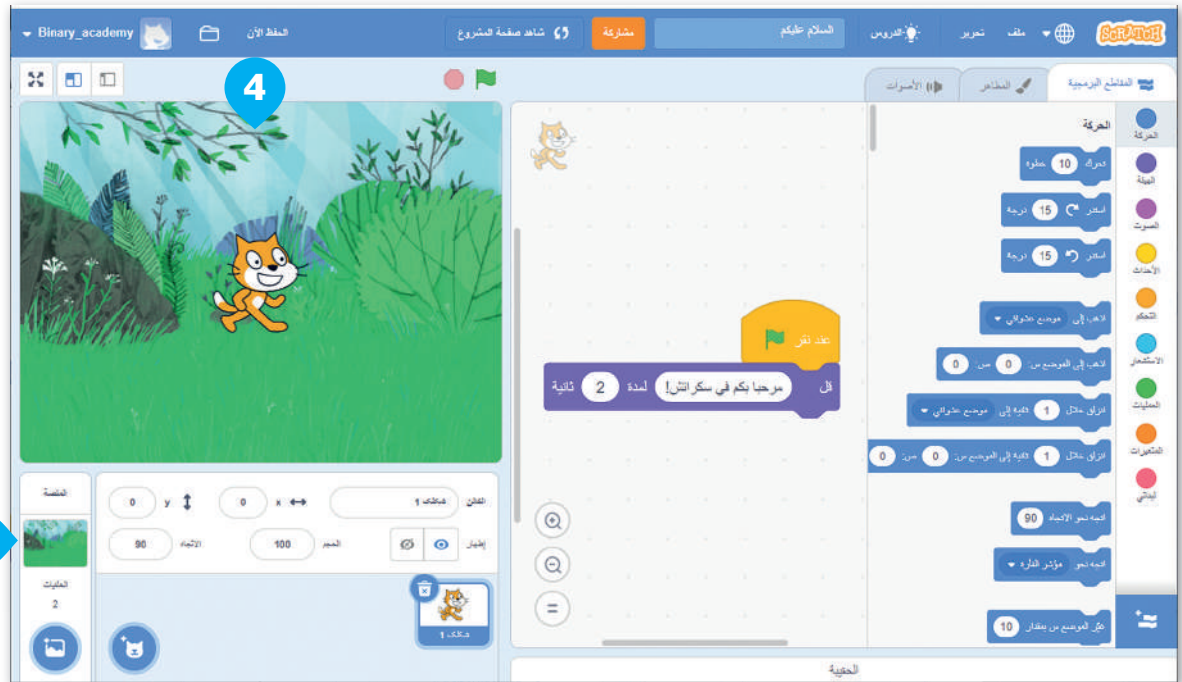 SCRATCH
ملف
تحرير
الدروس
السلام عليكم
مشاركة
شاهد صفحة المشروع
الحفظ الآن
Binary_academy
4
المقاطع البرمجية
المظاهر
الأصوات
الحركة
الحركة
الهيئة
الصوت
الأحداث
التحكم
الاستشعار
العمليات
المتغيرات
لبناتي
تحرك 10 خطوة
استدر 15 درجة
استدر 15 درجة
اذهب إلى موضع عشوائي
اذهب إلى الموضع س: 0 ص: 0
انزلق خلال 1 ثانية إلى موضع عشوائي
انزلق خلال 1 ثانية إلى الموضع س: 0 ص: 0
اتجه نحو الاتجاه 90
اتجه نحو مؤشر الفأرة
غيّر الموضع س بمقدار 10
عند نقر
قل مرحبا بكم في سكراتش! لمدة 2 ثانية
الكائن
x 0
y 0
إظهار
الحجم 100
الاتجاه 90
المنصة
الخلفيات
2
الحقيبة